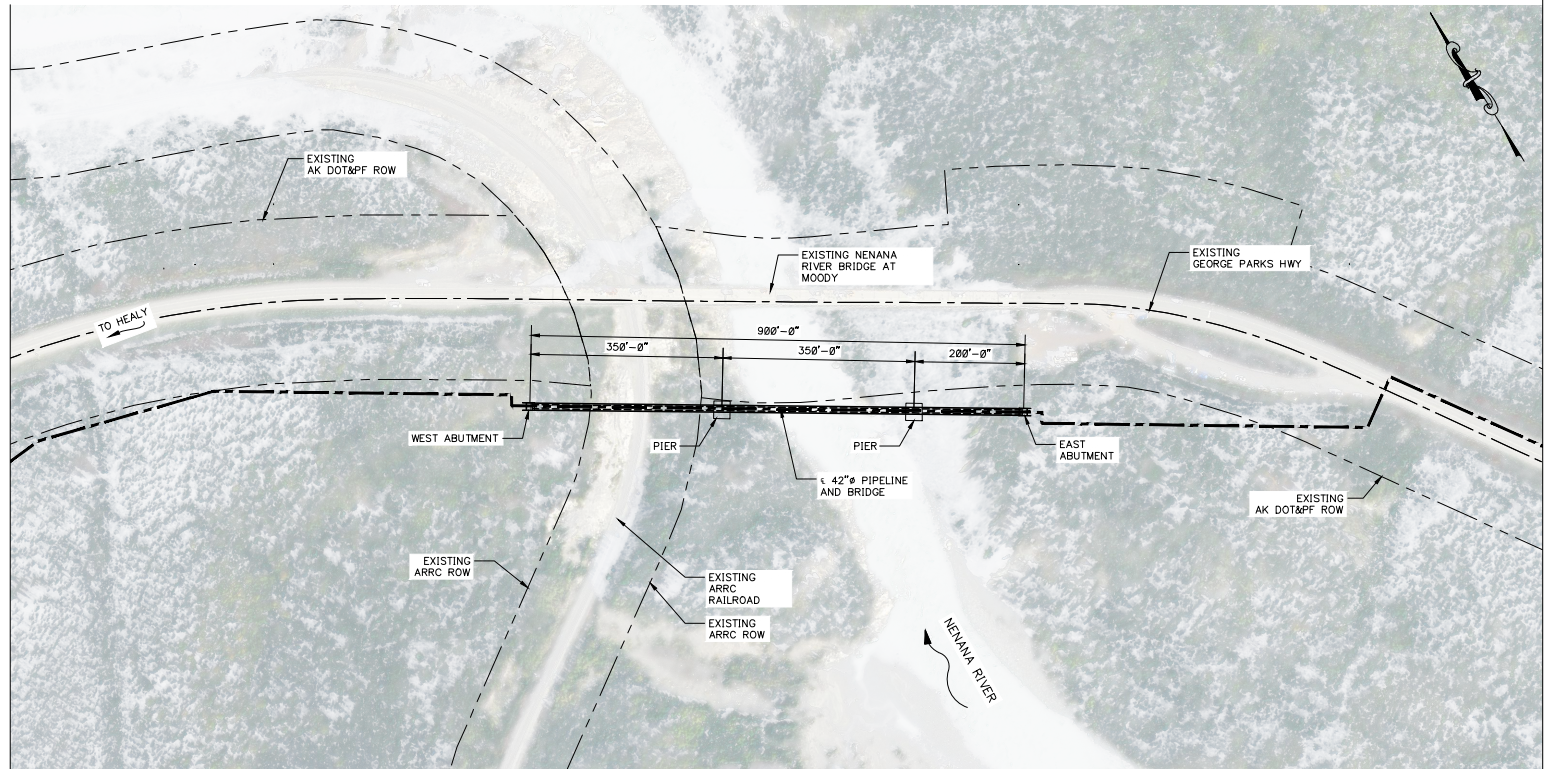 EXISTING
AK DOT&PF ROW
EXISTING NENANA
RIVER BRIDGE AT
MOODY
EXISTING
GEORGE PARKS HWY
TO HEALY
900'-0"
350'-0"
350'-0"
200'-0"
WEST ABUTMENT
PIER
PIER
EAST
ABUTMENT
℄ 42"ø PIPELINE
AND BRIDGE
EXISTING
AK DOT&PF ROW
EXISTING
ARRC ROW
EXISTING
ARRC
RAILROAD
EXISTING
ARRC ROW
NENANA RIVER